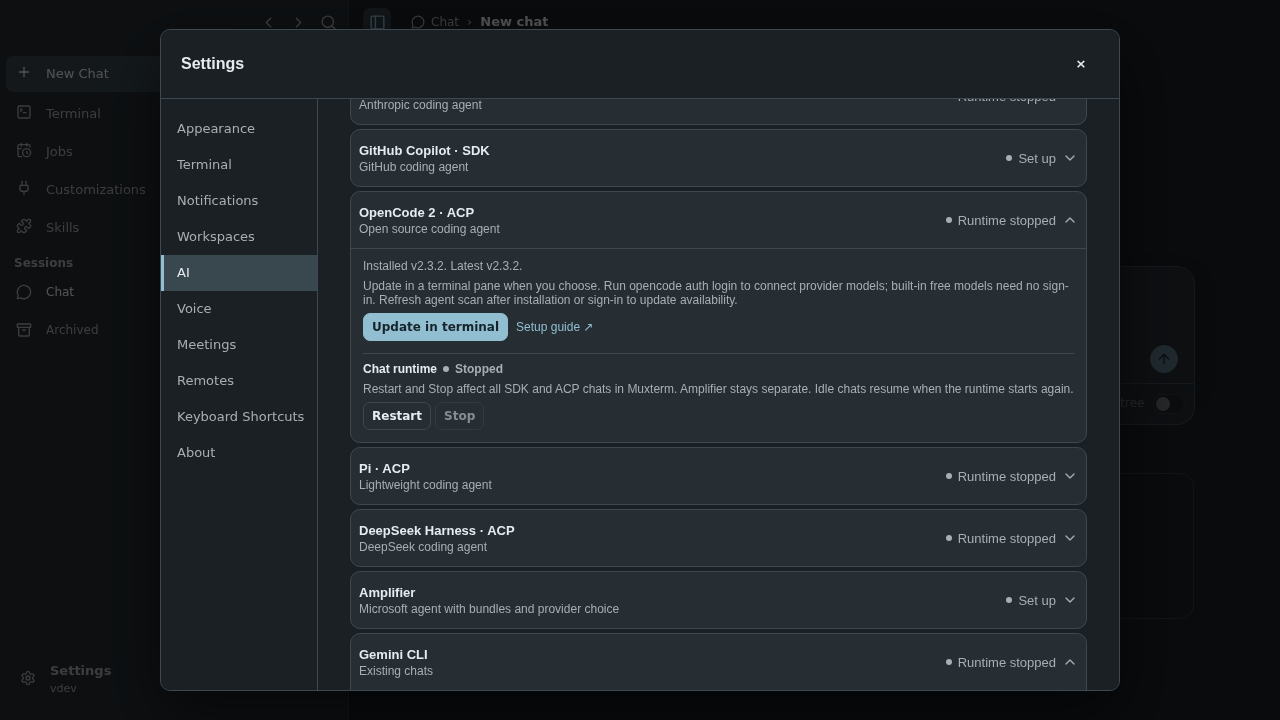 Chat › New chat
Settings
×
New Chat
Terminal
Jobs
Customizations
Skills
Sessions
Chat
Archived
Settings
vdev
Appearance
Terminal
Notifications
Workspaces
AI
Voice
Meetings
Remotes
Keyboard Shortcuts
About
Anthropic coding agent
Runtime stopped
GitHub Copilot · SDK
GitHub coding agent
Set up
OpenCode 2 · ACP
Open source coding agent
Runtime stopped
Installed v2.3.2. Latest v2.3.2.
Update in a terminal pane when you choose. Run opencode auth login to connect provider models; built-in free models need no sign-
in. Refresh agent scan after installation or sign-in to update availability.
Update in terminal Setup guide ↗
Chat runtime Stopped
Restart and Stop affect all SDK and ACP chats in Muxterm. Amplifier stays separate. Idle chats resume when the runtime starts again.
Restart Stop
Pi · ACP
Lightweight coding agent
Runtime stopped
DeepSeek Harness · ACP
DeepSeek coding agent
Runtime stopped
Amplifier
Microsoft agent with bundles and provider choice
Set up
Gemini CLI
Existing chats
Runtime stopped